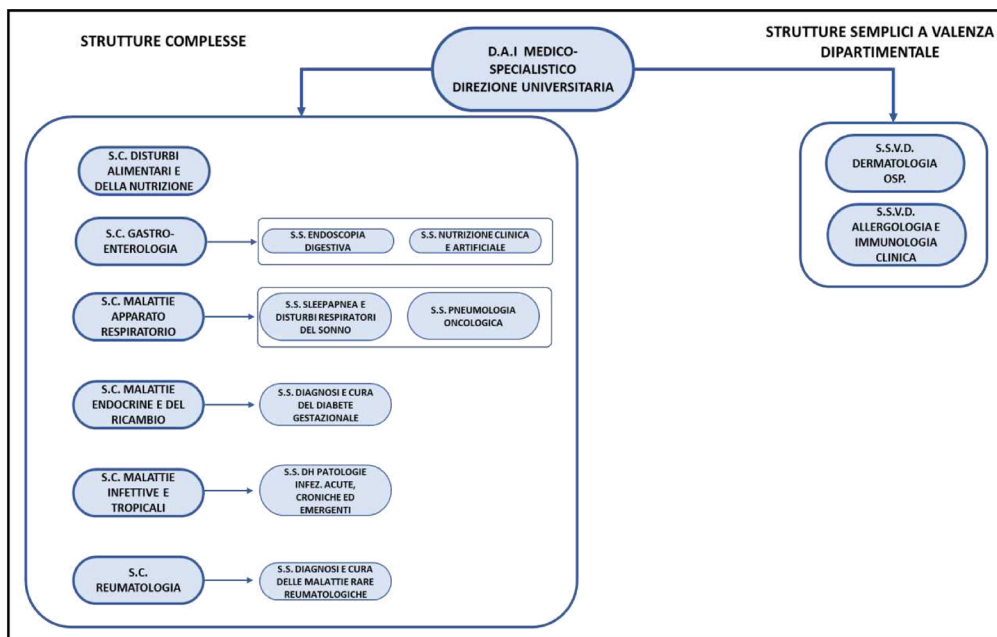 STRUTTURE COMPLESSE
D.A.I MEDICO-
SPECIALISTICO
DIREZIONE UNIVERSITARIA
STRUTTURE SEMPLICI A VALENZA
DIPARTIMENTALE
S.C. DISTURBI
ALIMENTARI E
DELLA NUTRIZIONE
S.C. GASTRO-
ENTEROLOGIA
S.S. ENDOSCOPIA
DIGESTIVA
S.S. NUTRIZIONE CLINICA
E ARTIFICIALE
S.C. MALATTIE
APPARATO
RESPIRATORIO
S.S. SLEEPAPNEA E
DISTURBI RESPIRATORI
DEL SONNO
S.S. PNEUMOLOGIA
ONCOLOGICA
S.C. MALATTIE
ENDOCRINE E DEL
RICAMBIO
S.S. DIAGNOSI E CURA
DEL DIABETE
GESTAZIONALE
S.C. MALATTIE
INFETTIVE E
TROPICALI
S.S. DH PATOLOGIE
INFEZ. ACUTE,
CRONICHE ED
EMERGENTI
S.C.
REUMATOLOGIA
S.S. DIAGNOSI E CURA
DELLE MALATTIE RARE
REUMATOLOGICHE
S.S.V.D.
DERMATOLOGIA
OSP.
S.S.V.D.
ALLERGOLOGIA E
IMMUNOLOGIA
CLINICA